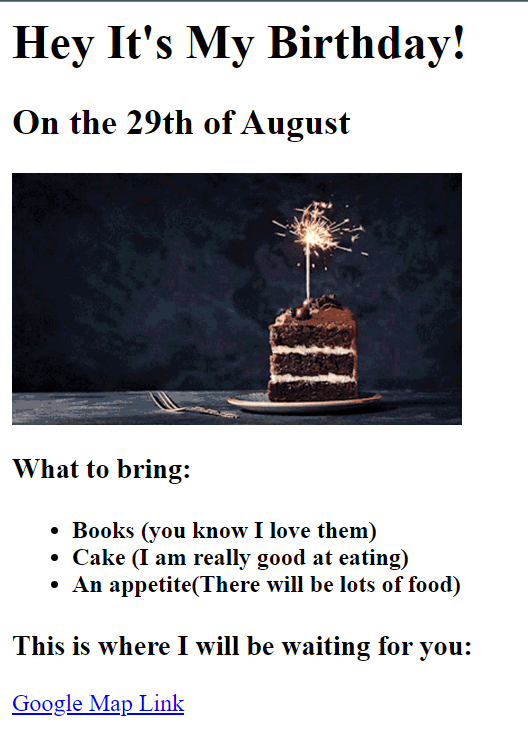 Hey It's My Birthday!
On the 29th of August
What to bring:
• Books (you know I love them)
• Cake (I am really good at eating)
• An appetite(There will be lots of food)
This is where I will be waiting for you:
Google Map Link